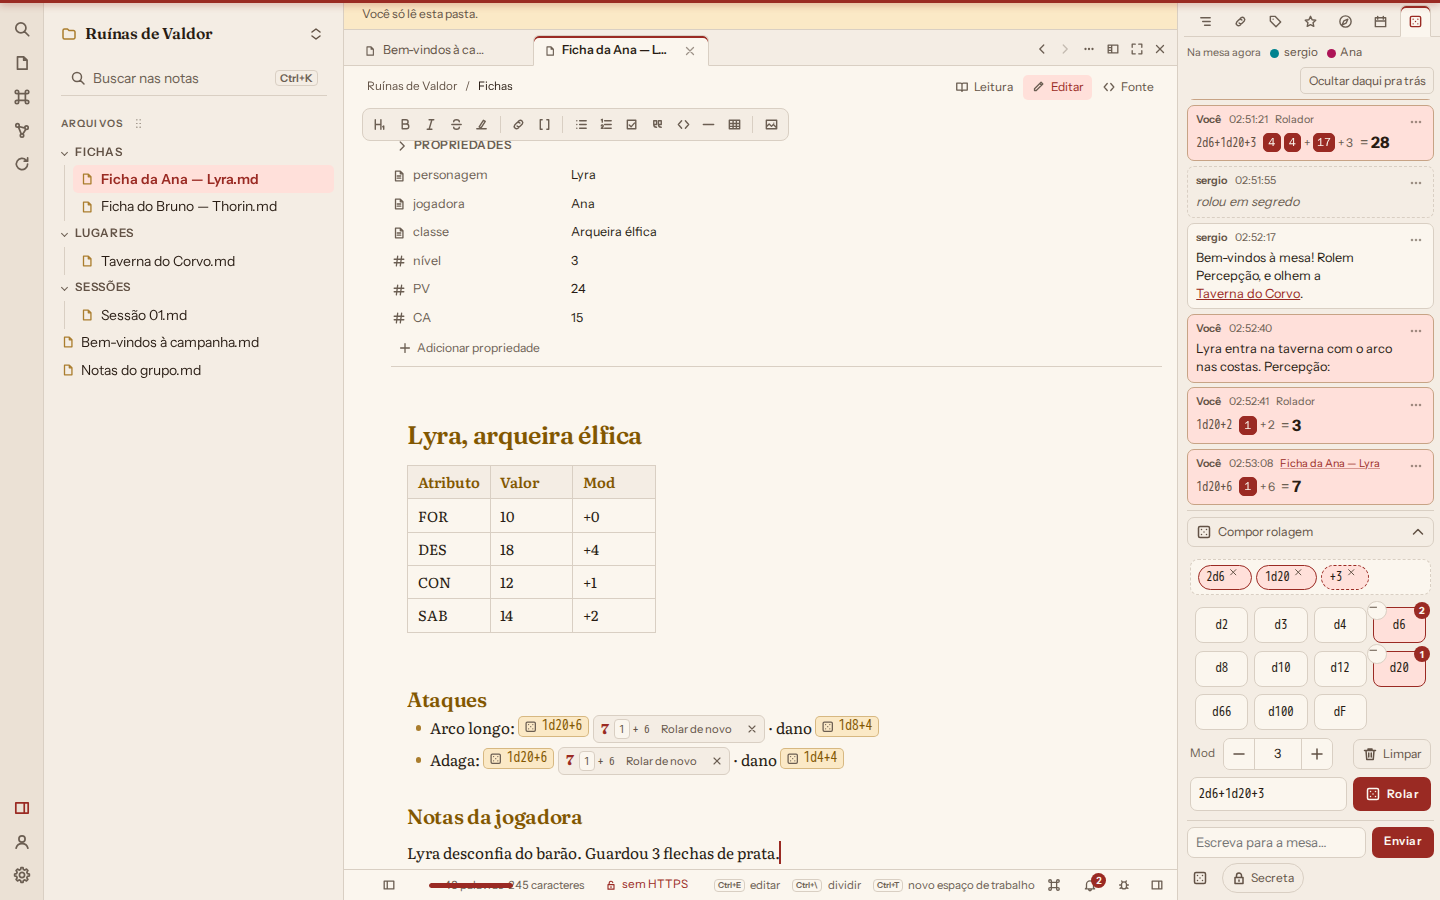 Ruínas de Valdor
Buscar nas notas Ctrl+K
ARQUIVOS
FICHAS
Ficha da Ana — Lyra.md
Ficha do Bruno — Thorin.md
LUGARES
Taverna do Corvo.md
SESSÕES
Sessão 01.md
Bem-vindos à campanha.md
Notas do grupo.md
Você só lê esta pasta.
Bem-vindos à ca...
Ficha da Ana — L...
Ruínas de Valdor / Fichas
Leitura Editar Fonte
PROPRIEDADES
personagem Lyra
jogadora Ana
classe Arqueira élfica
nível 3
PV 24
CA 15
Adicionar propriedade
Lyra, arqueira élfica
Atributo Valor Mod
FOR 10 +0
DES 18 +4
CON 12 +1
SAB 14 +2
Ataques
Arco longo: 1d20+6 7 1 + 6 Rolar de novo · dano 1d8+4
Adaga: 1d20+6 7 1 + 6 Rolar de novo · dano 1d4+4
Notas da jogadora
Lyra desconfia do barão. Guardou 3 flechas de prata.
245 caracteres sem HTTPS Ctrl+E editar Ctrl+\ dividir Ctrl+T novo espaço de trabalho 2
Na mesa agora sergio Ana
Ocultar daqui pra trás
Você 02:51:21 Rolador
2d6+1d20+3 4 4 + 17 +3 = 28
sergio 02:51:55
rolou em segredo
sergio 02:52:17
Bem-vindos à mesa! Rolem
Percepção, e olhem a
Taverna do Corvo.
Você 02:52:40
Lyra entra na taverna com o arco
nas costas. Percepção:
Você 02:52:41 Rolador
1d20+2 1 +2 = 3
Você 02:53:08 Ficha da Ana — Lyra
1d20+6 1 +6 = 7
Compor rolagem
2d6 × 1d20 × +3 ×
d2 d3 d4 d6 2
d8 d10 d12 d20 1
d66 d100 dF
Mod − 3 + Limpar
2d6+1d20+3 Rolar
Escreva para a mesa... Enviar
Secreta